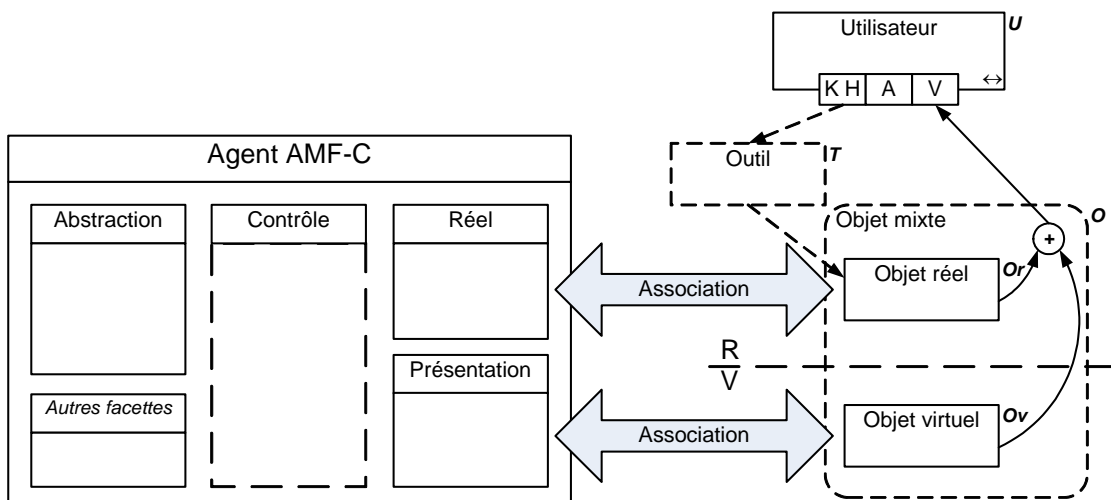 Utilisateur
U
K H
A
V
↔
Outil
T
Agent AMF-C
Abstraction
Contrôle
Réel
Objet mixte
O
+
Objet réel
Or
Association
R
V
Présentation
Autres facettes
Objet virtuel
Ov
Association